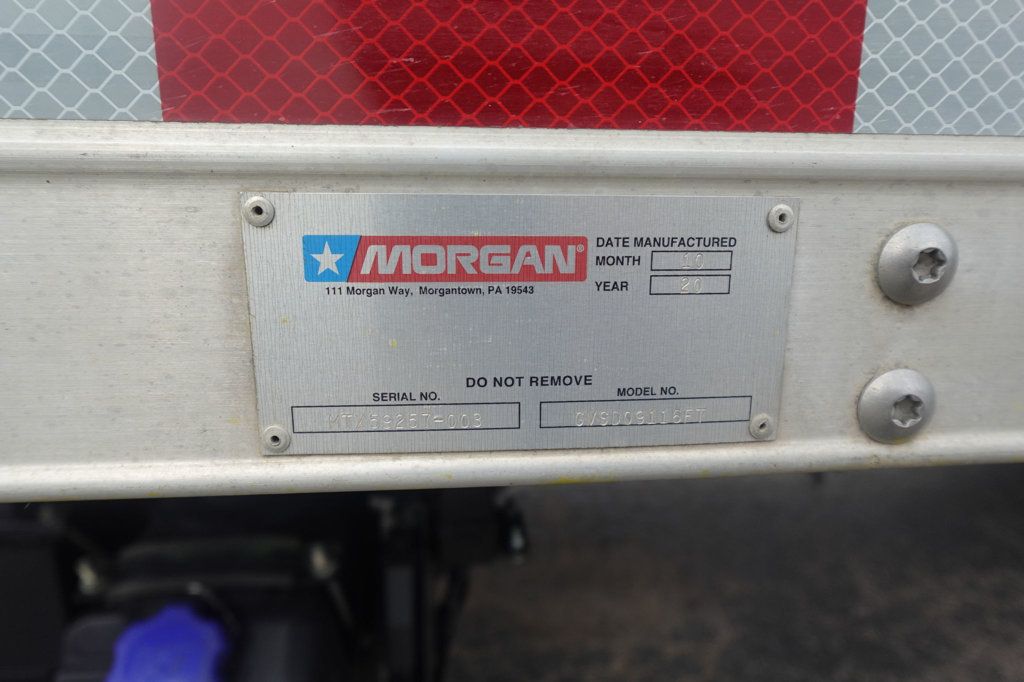 MORGAN®
111 Morgan Way, Morgantown, PA 19543
DATE MANUFACTURED
MONTH 10
YEAR 20
DO NOT REMOVE
SERIAL NO.
MODEL NO.